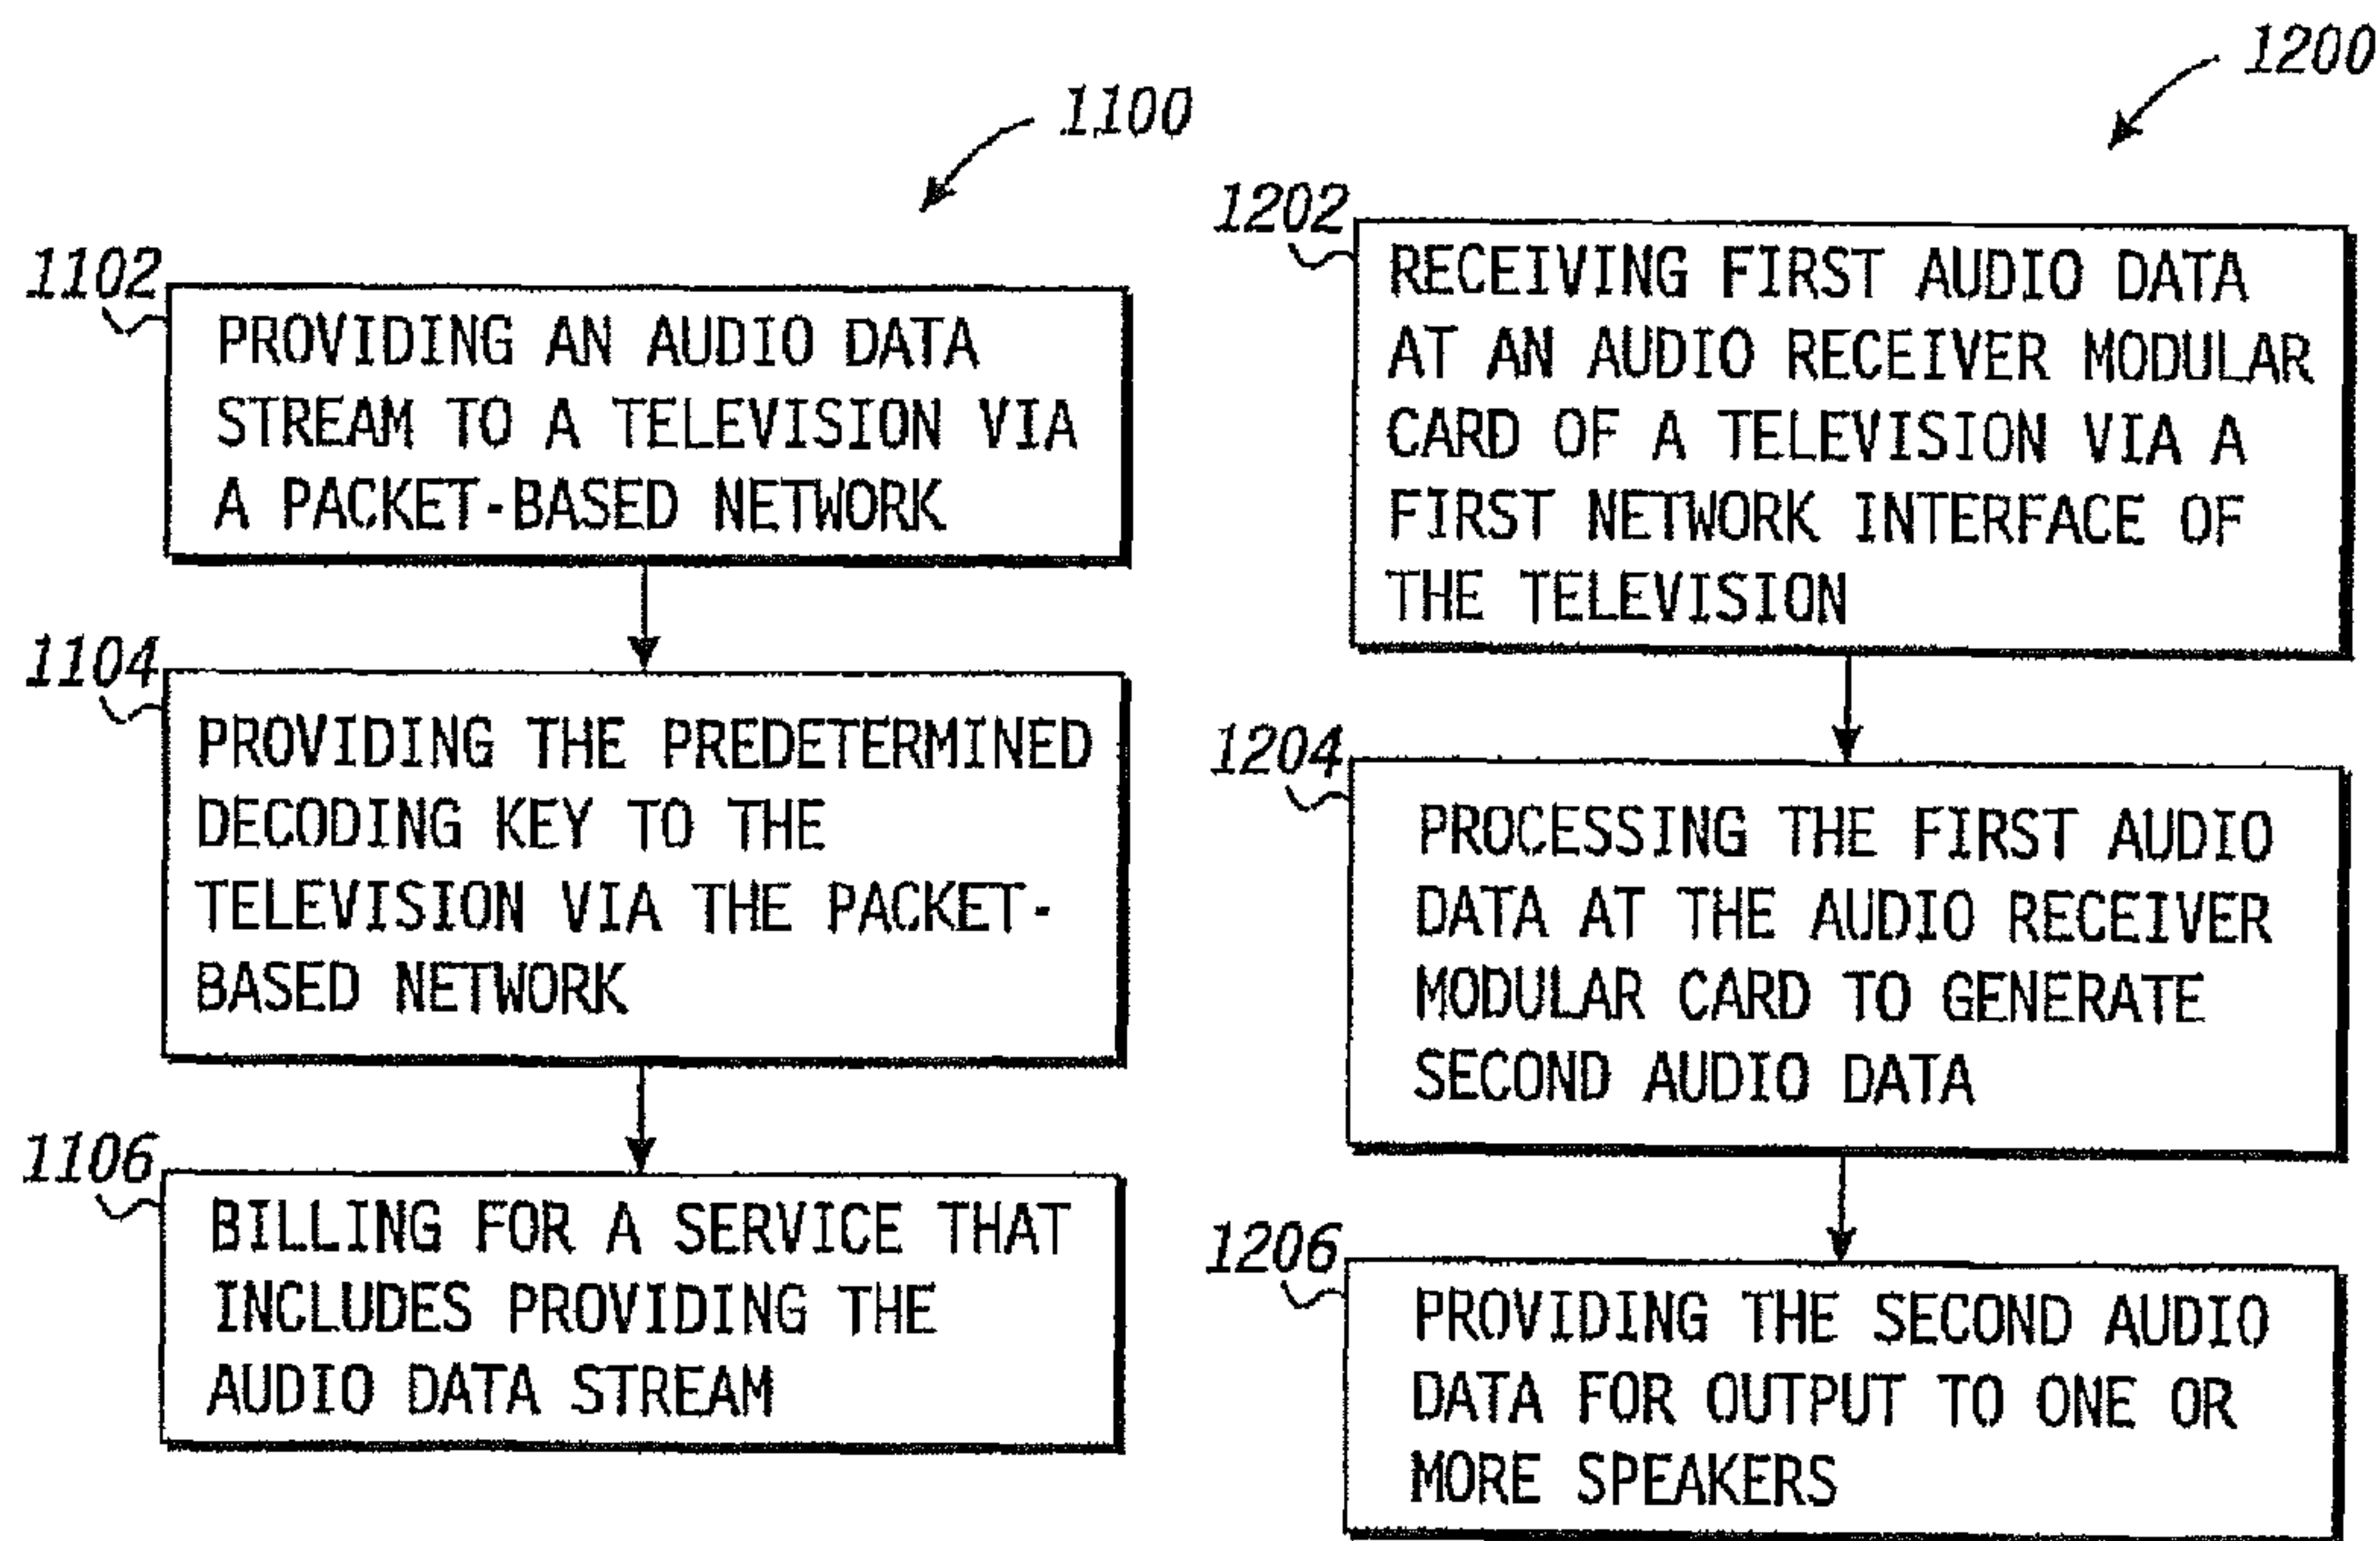 1100
1102
PROVIDING AN AUDIO DATA
STREAM TO A TELEVISION VIA
A PACKET-BASED NETWORK
1104
PROVIDING THE PREDETERMINED
DECODING KEY TO THE
TELEVISION VIA THE PACKET-
BASED NETWORK
1106
BILLING FOR A SERVICE THAT
INCLUDES PROVIDING THE
AUDIO DATA STREAM
1200
1202
RECEIVING FIRST AUDIO DATA
AT AN AUDIO RECEIVER MODULAR
CARD OF A TELEVISION VIA A
FIRST NETWORK INTERFACE OF
THE TELEVISION
1204
PROCESSING THE FIRST AUDIO
DATA AT THE AUDIO RECEIVER
MODULAR CARD TO GENERATE
SECOND AUDIO DATA
1206
PROVIDING THE SECOND AUDIO
DATA FOR OUTPUT TO ONE OR
MORE SPEAKERS